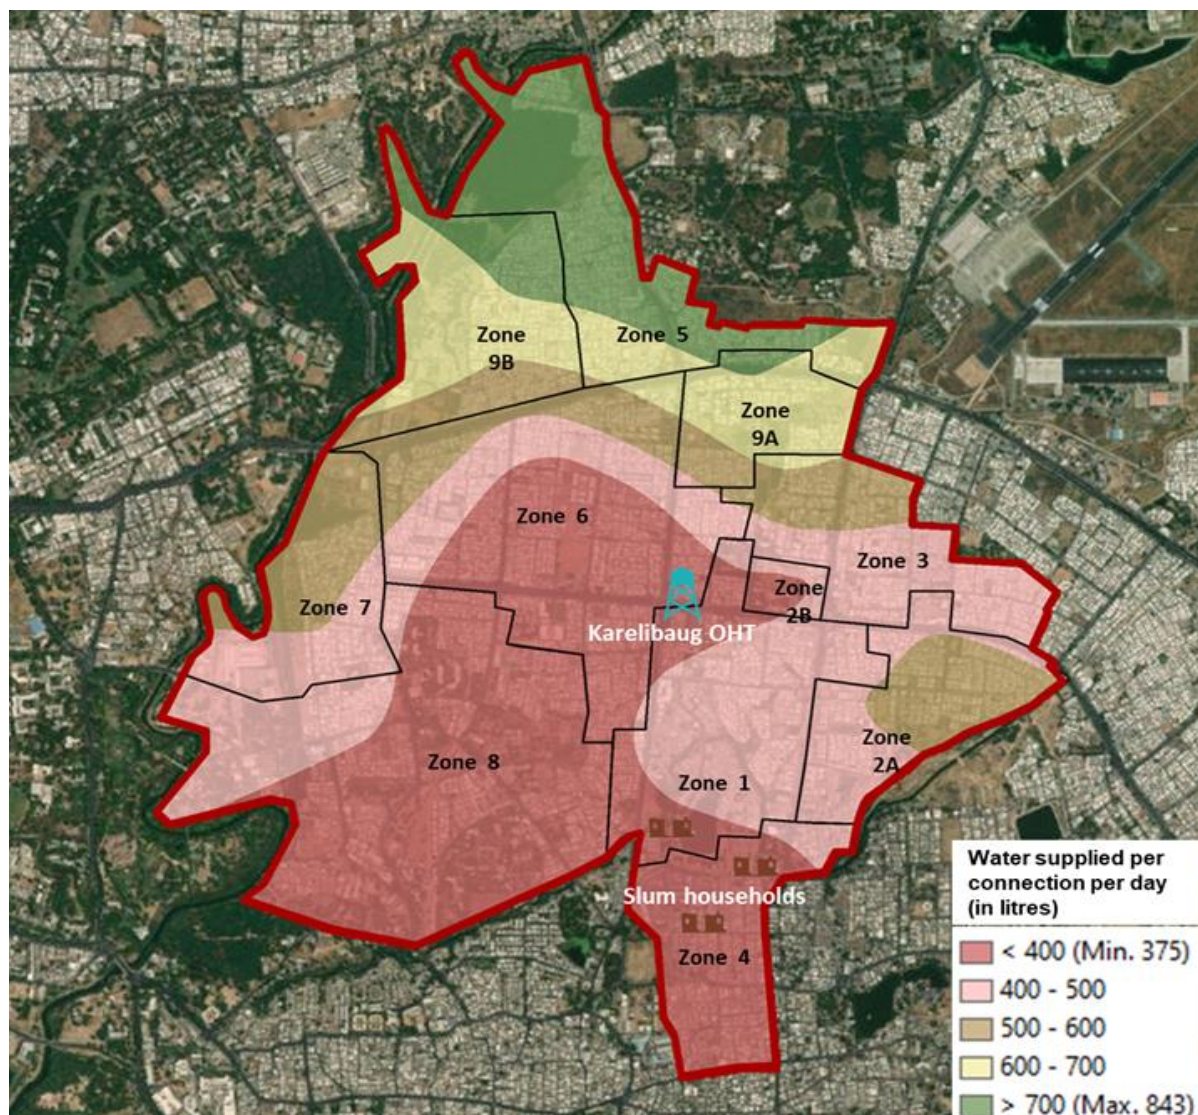 Zone 5
Zone
9B
Zone
9A
Zone 6
Zone 3
Zone
2B
Zone 7
Karelibaug OHT
Zone
2A
Zone 8
Zone 1
Slum households
Zone 4
Water supplied per
connection per day
(in litres)
< 400 (Min. 375)
400 - 500
500 - 600
600 - 700
> 700 (Max. 843)